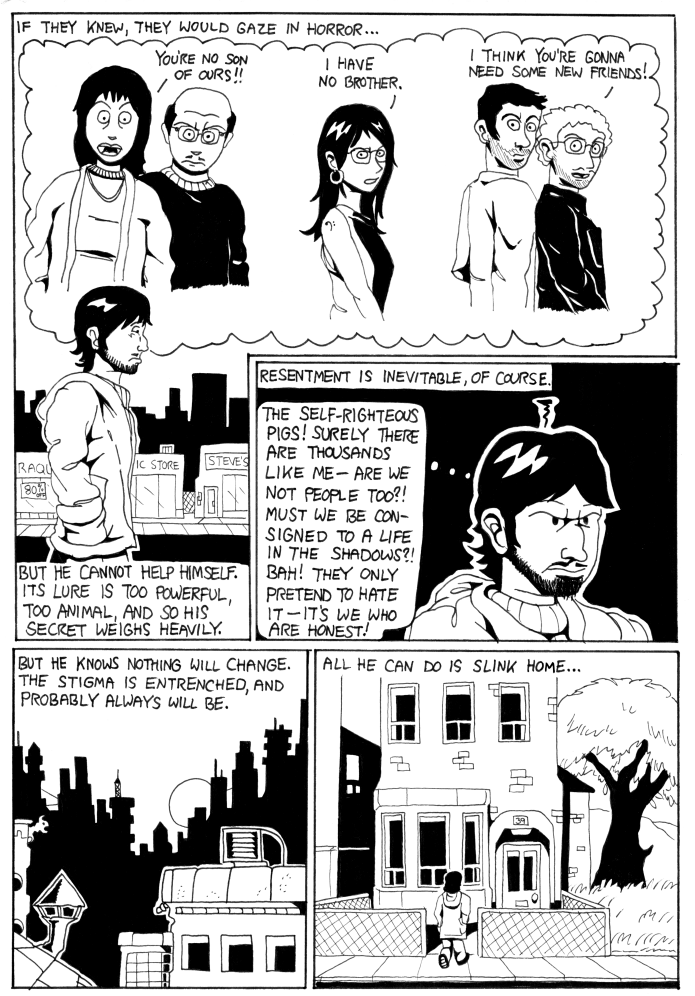 IF THEY KNEW, THEY WOULD GAZE IN HORROR...
YOU'RE NO SON
OF OURS!!
I HAVE
NO BROTHER.
I THINK YOU'RE GONNA
NEED SOME NEW FRIENDS!
RAQU
80%
OFF
IC STORE
STEVE'S
BUT HE CANNOT HELP HIMSELF.
ITS LURE IS TOO POWERFUL,
TOO ANIMAL, AND SO HIS
SECRET WEIGHS HEAVILY.
RESENTMENT IS INEVITABLE, OF COURSE.
THE SELF-RIGHTEOUS
PIGS! SURELY THERE
ARE THOUSANDS
LIKE ME — ARE WE
NOT PEOPLE TOO?!
MUST WE BE CON-
SIGNED TO A LIFE
IN THE SHADOWS?!
BAH! THEY ONLY
PRETEND TO HATE
IT — IT'S WE WHO
ARE HONEST!
BUT HE KNOWS NOTHING WILL CHANGE.
THE STIGMA IS ENTRENCHED, AND
PROBABLY ALWAYS WILL BE.
ALL HE CAN DO IS SLINK HOME...
39